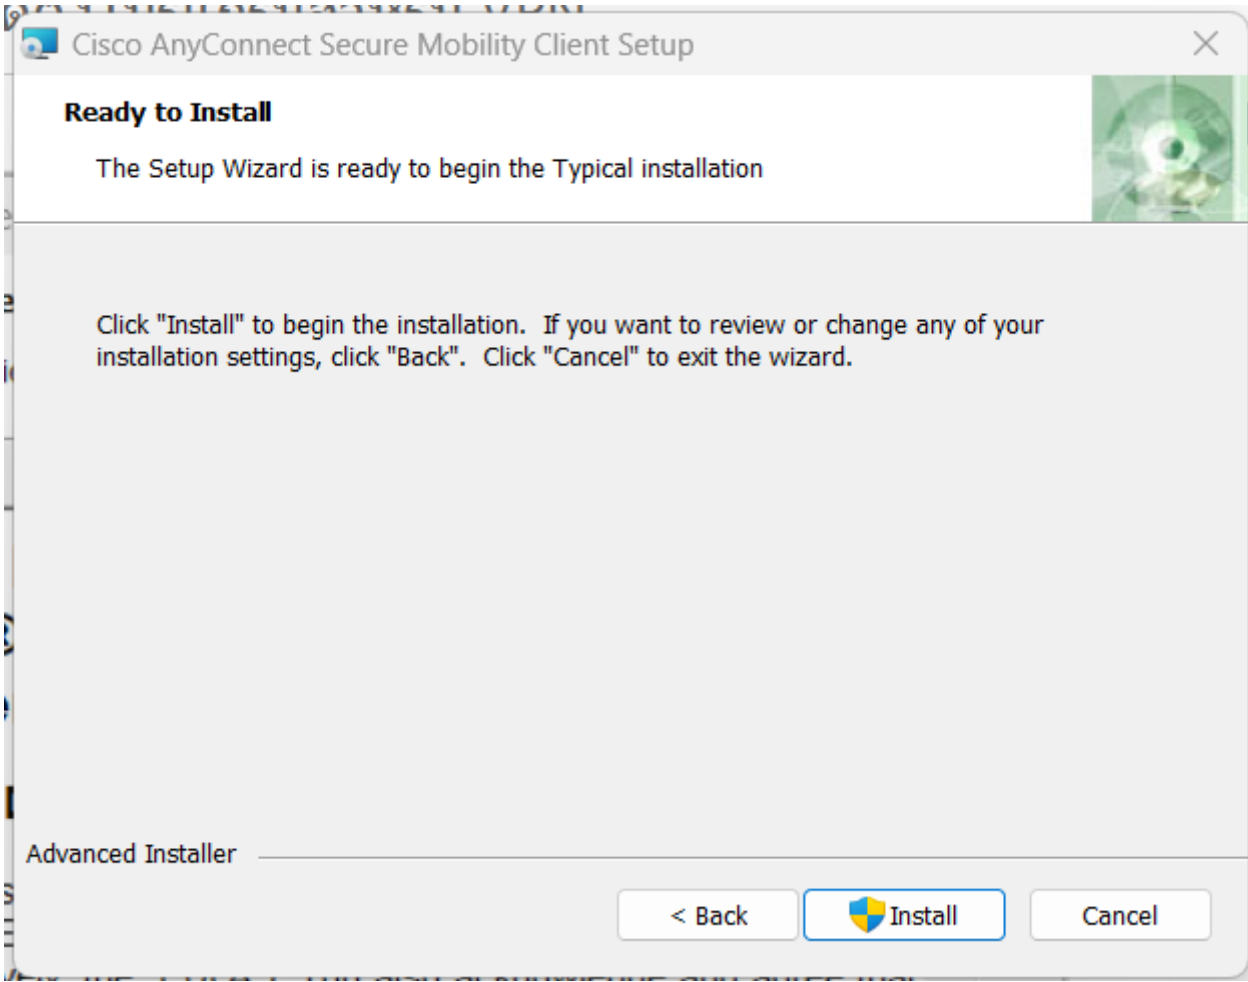 Cisco AnyConnect Secure Mobility Client Setup
Ready to Install
The Setup Wizard is ready to begin the Typical installation
Click "Install" to begin the installation.  If you want to review or change any of your
installation settings, click "Back".  Click "Cancel" to exit the wizard.
Advanced Installer
< Back
Install
Cancel